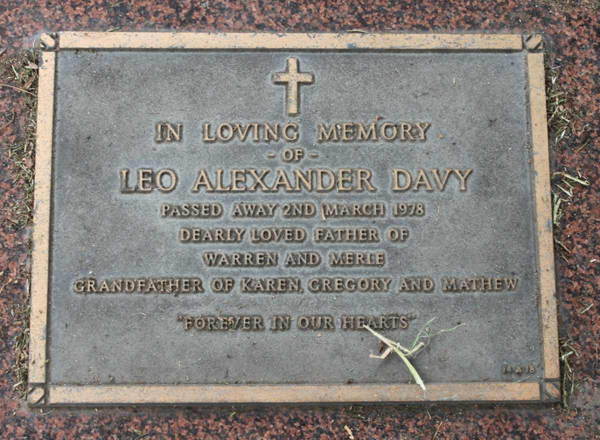 IN LOVING MEMORY
- OF -
LEO ALEXANDER DAVY
PASSED AWAY 2ND MARCH 1978
DEARLY LOVED FATHER OF
WARREN AND MERLE
GRANDFATHER OF KAREN, GREGORY AND MATHEW
"FOREVER IN OUR HEARTS"